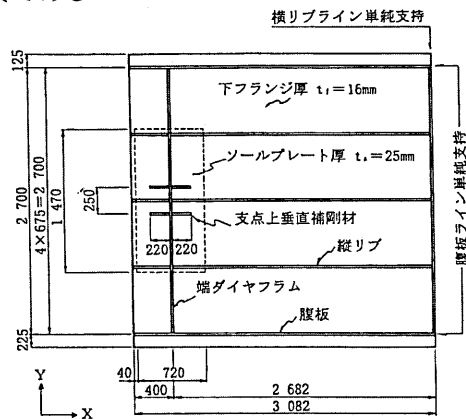 横リブライン単純支持
下フランジ厚 tf=16mm
ソールプレート厚 ts=25mm
支点上垂直補剛材
220 220
縦リブ
端ダイヤフラム
腹板
腹板ライン単純支持
125
2 700
4×675=2 700
1 470
250
225
40 720
400 2 682
3 082
Y
X